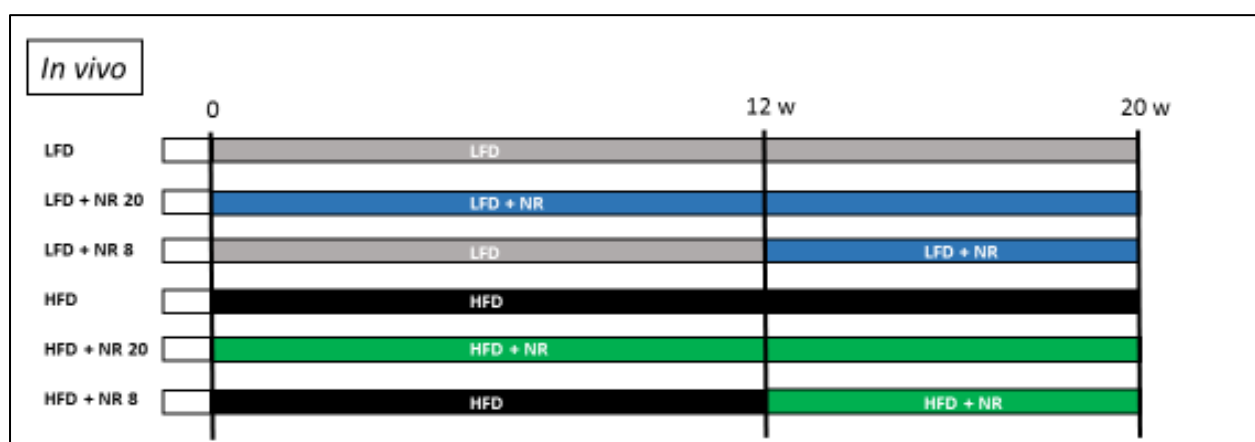 In vivo
0 12 w 20 w
LFD LFD
LFD + NR 20 LFD + NR
LFD + NR 8 LFD LFD + NR
HFD HFD
HFD + NR 20 HFD + NR
HFD + NR 8 HFD HFD + NR